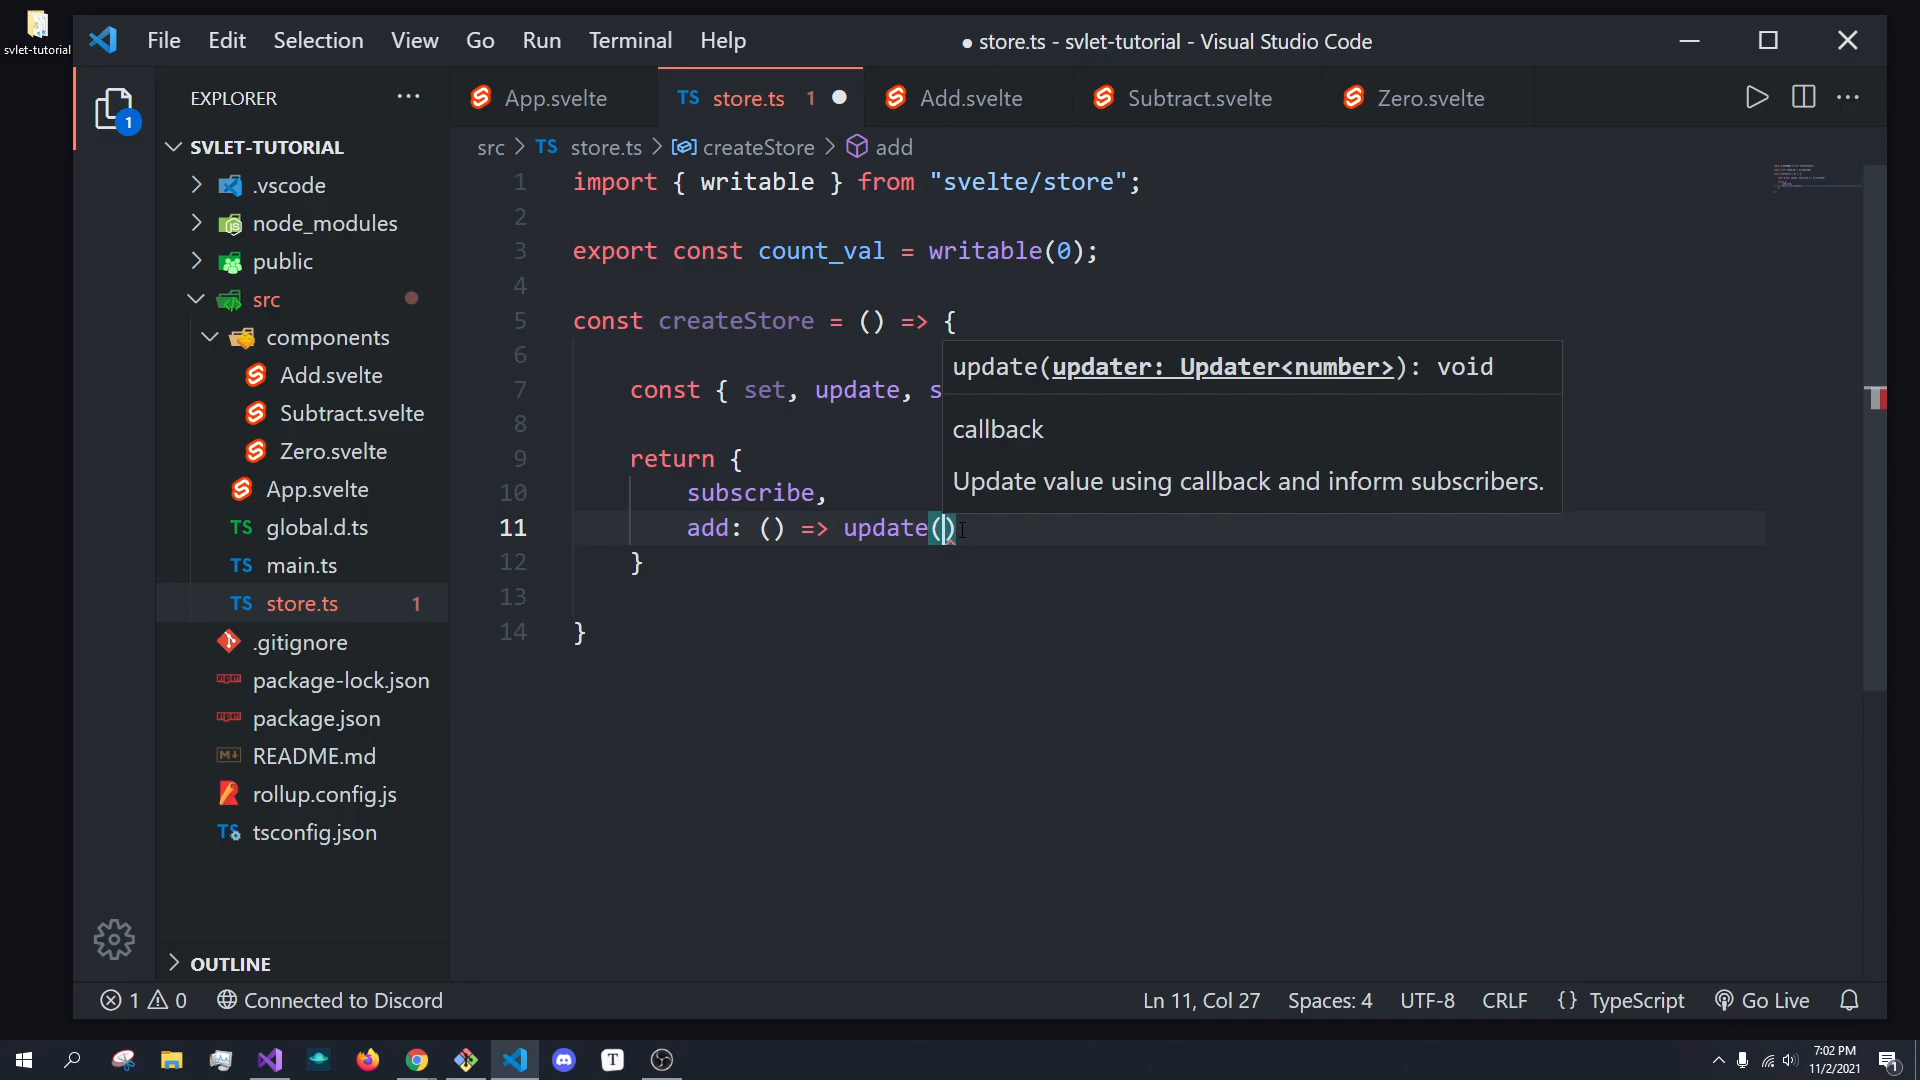 svlet-tutorial
File Edit Selection View Go Run Terminal Help
● store.ts - svlet-tutorial - Visual Studio Code
EXPLORER
App.svelte
TS store.ts 1
Add.svelte
Subtract.svelte
Zero.svelte
1
SVLET-TUTORIAL
.vscode
node_modules
public
src
components
Add.svelte
Subtract.svelte
Zero.svelte
App.svelte
TS global.d.ts
TS main.ts
TS store.ts 1
.gitignore
package-lock.json
package.json
README.md
rollup.config.js
tsconfig.json
OUTLINE
src > TS store.ts > createStore > add
1 import { writable } from "svelte/store";
2
3 export const count_val = writable(0);
4
5 const createStore = () => {
6
7 const { set, update, s
8
9 return {
10 subscribe,
11 add: () => update()
12 }
13
14 }
update(updater: Updater<number>): void
callback
Update value using callback and inform subscribers.
1 0 Connected to Discord
Ln 11, Col 27 Spaces: 4 UTF-8 CRLF {} TypeScript Go Live
7:02 PM
11/2/2021
1